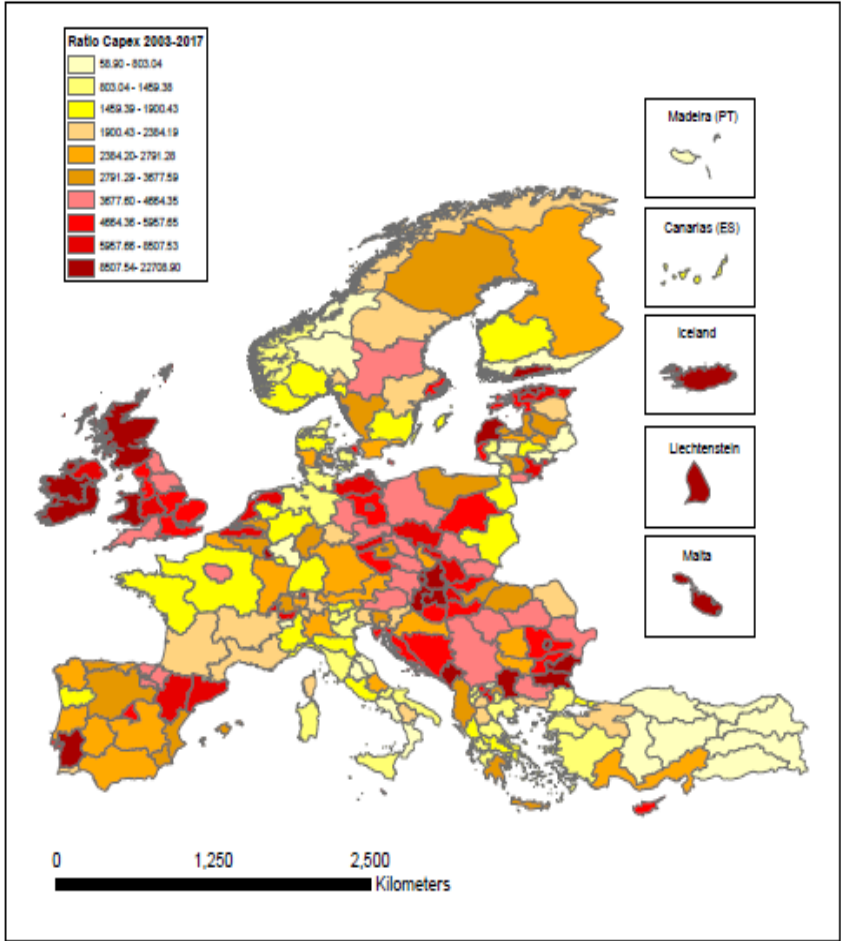 Ratio Capex 2003-2017
58.90 - 803.04
803.04 - 1459.38
1459.39 - 1900.43
1900.43 - 2384.19
2384.20- 2791.28
2791.29 - 3677.59
3677.60 - 4664.35
4664.36 - 5957.65
5957.66 - 8507.53
8507.54- 22708.90
Madeira (PT)
Canarias (ES)
Iceland
Liechtenstein
Malta
0 1,250 2,500
Kilometers